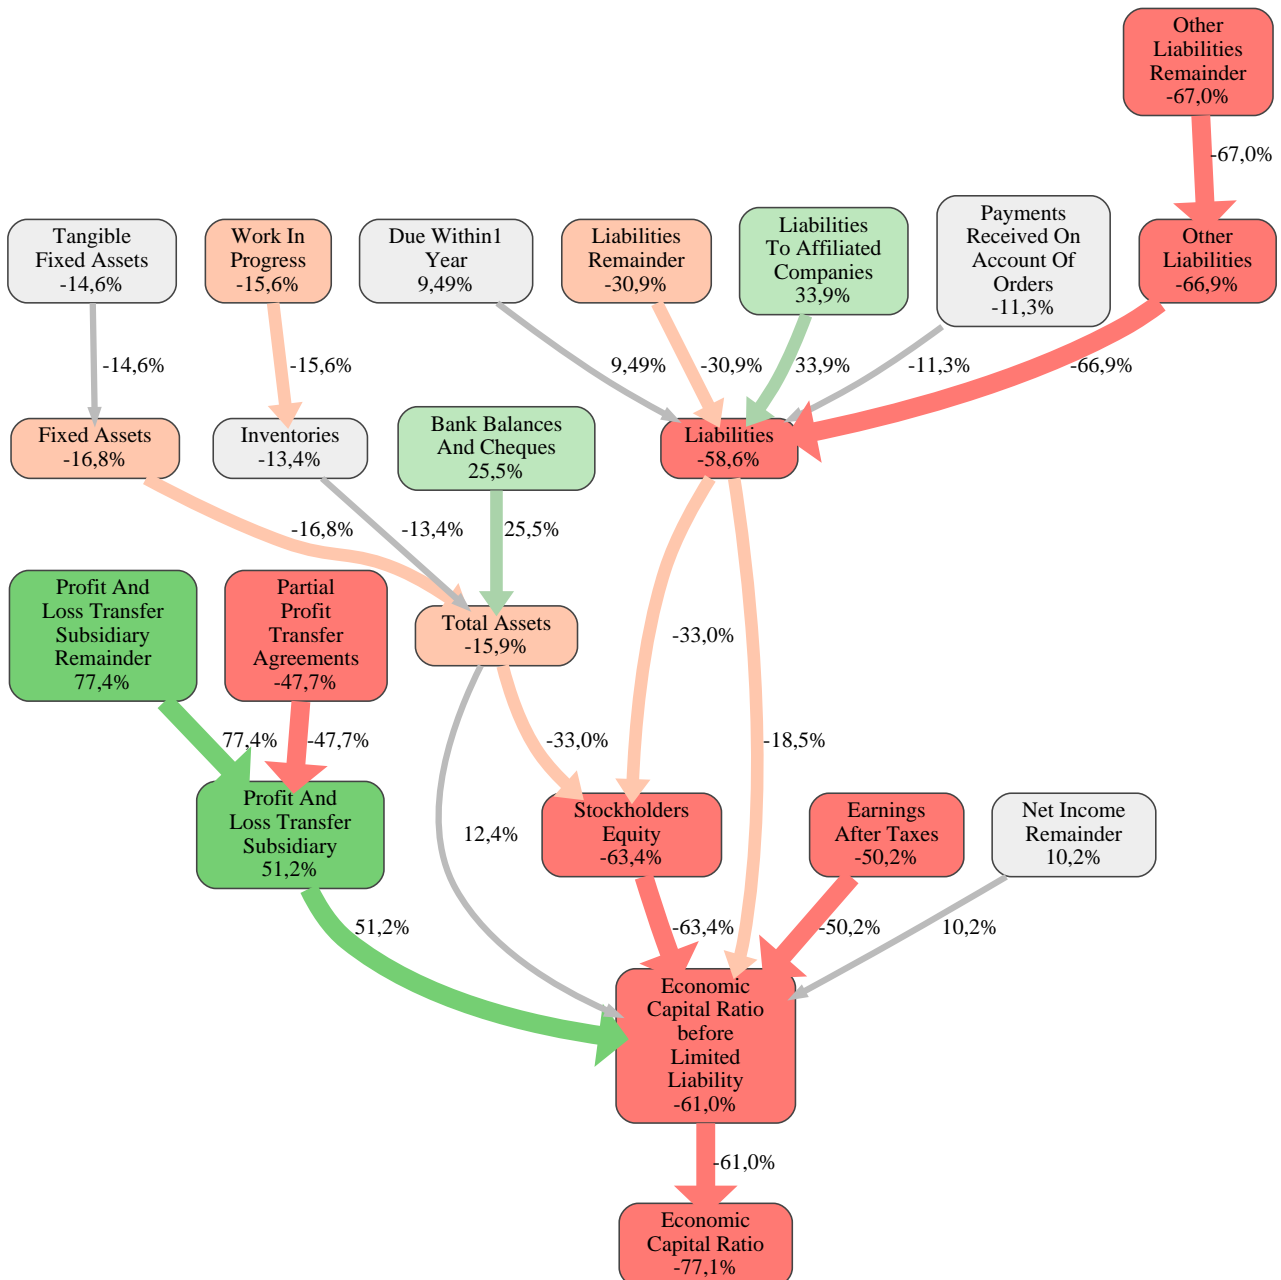 Other
Liabilities
Remainder
-67,0%
-67,0%
Tangible
Fixed Assets
-14,6%
Work In
Progress
-15,6%
Due Within1
Year
9,49%
Liabilities
Remainder
-30,9%
Liabilities
To Affiliated
Companies
33,9%
Payments
Received On
Account Of
Orders
-11,3%
Other
Liabilities
-66,9%
-14,6%
-15,6%
9,49%
-30,9%
33,9%
-11,3%
-66,9%
Fixed Assets
-16,8%
Inventories
-13,4%
Bank Balances
And Cheques
25,5%
Liabilities
-58,6%
-16,8%
-13,4%
25,5%
Profit And
Loss Transfer
Subsidiary
Remainder
77,4%
Partial
Profit
Transfer
Agreements
-47,7%
Total Assets
-15,9%
-33,0%
77,4%
-47,7%
-33,0%
-18,5%
Profit And
Loss Transfer
Subsidiary
51,2%
12,4%
Stockholders
Equity
-63,4%
Earnings
After Taxes
-50,2%
Net Income
Remainder
10,2%
51,2%
-63,4%
-50,2%
10,2%
Economic
Capital Ratio
before
Limited
Liability
-61,0%
-61,0%
Economic
Capital Ratio
-77,1%